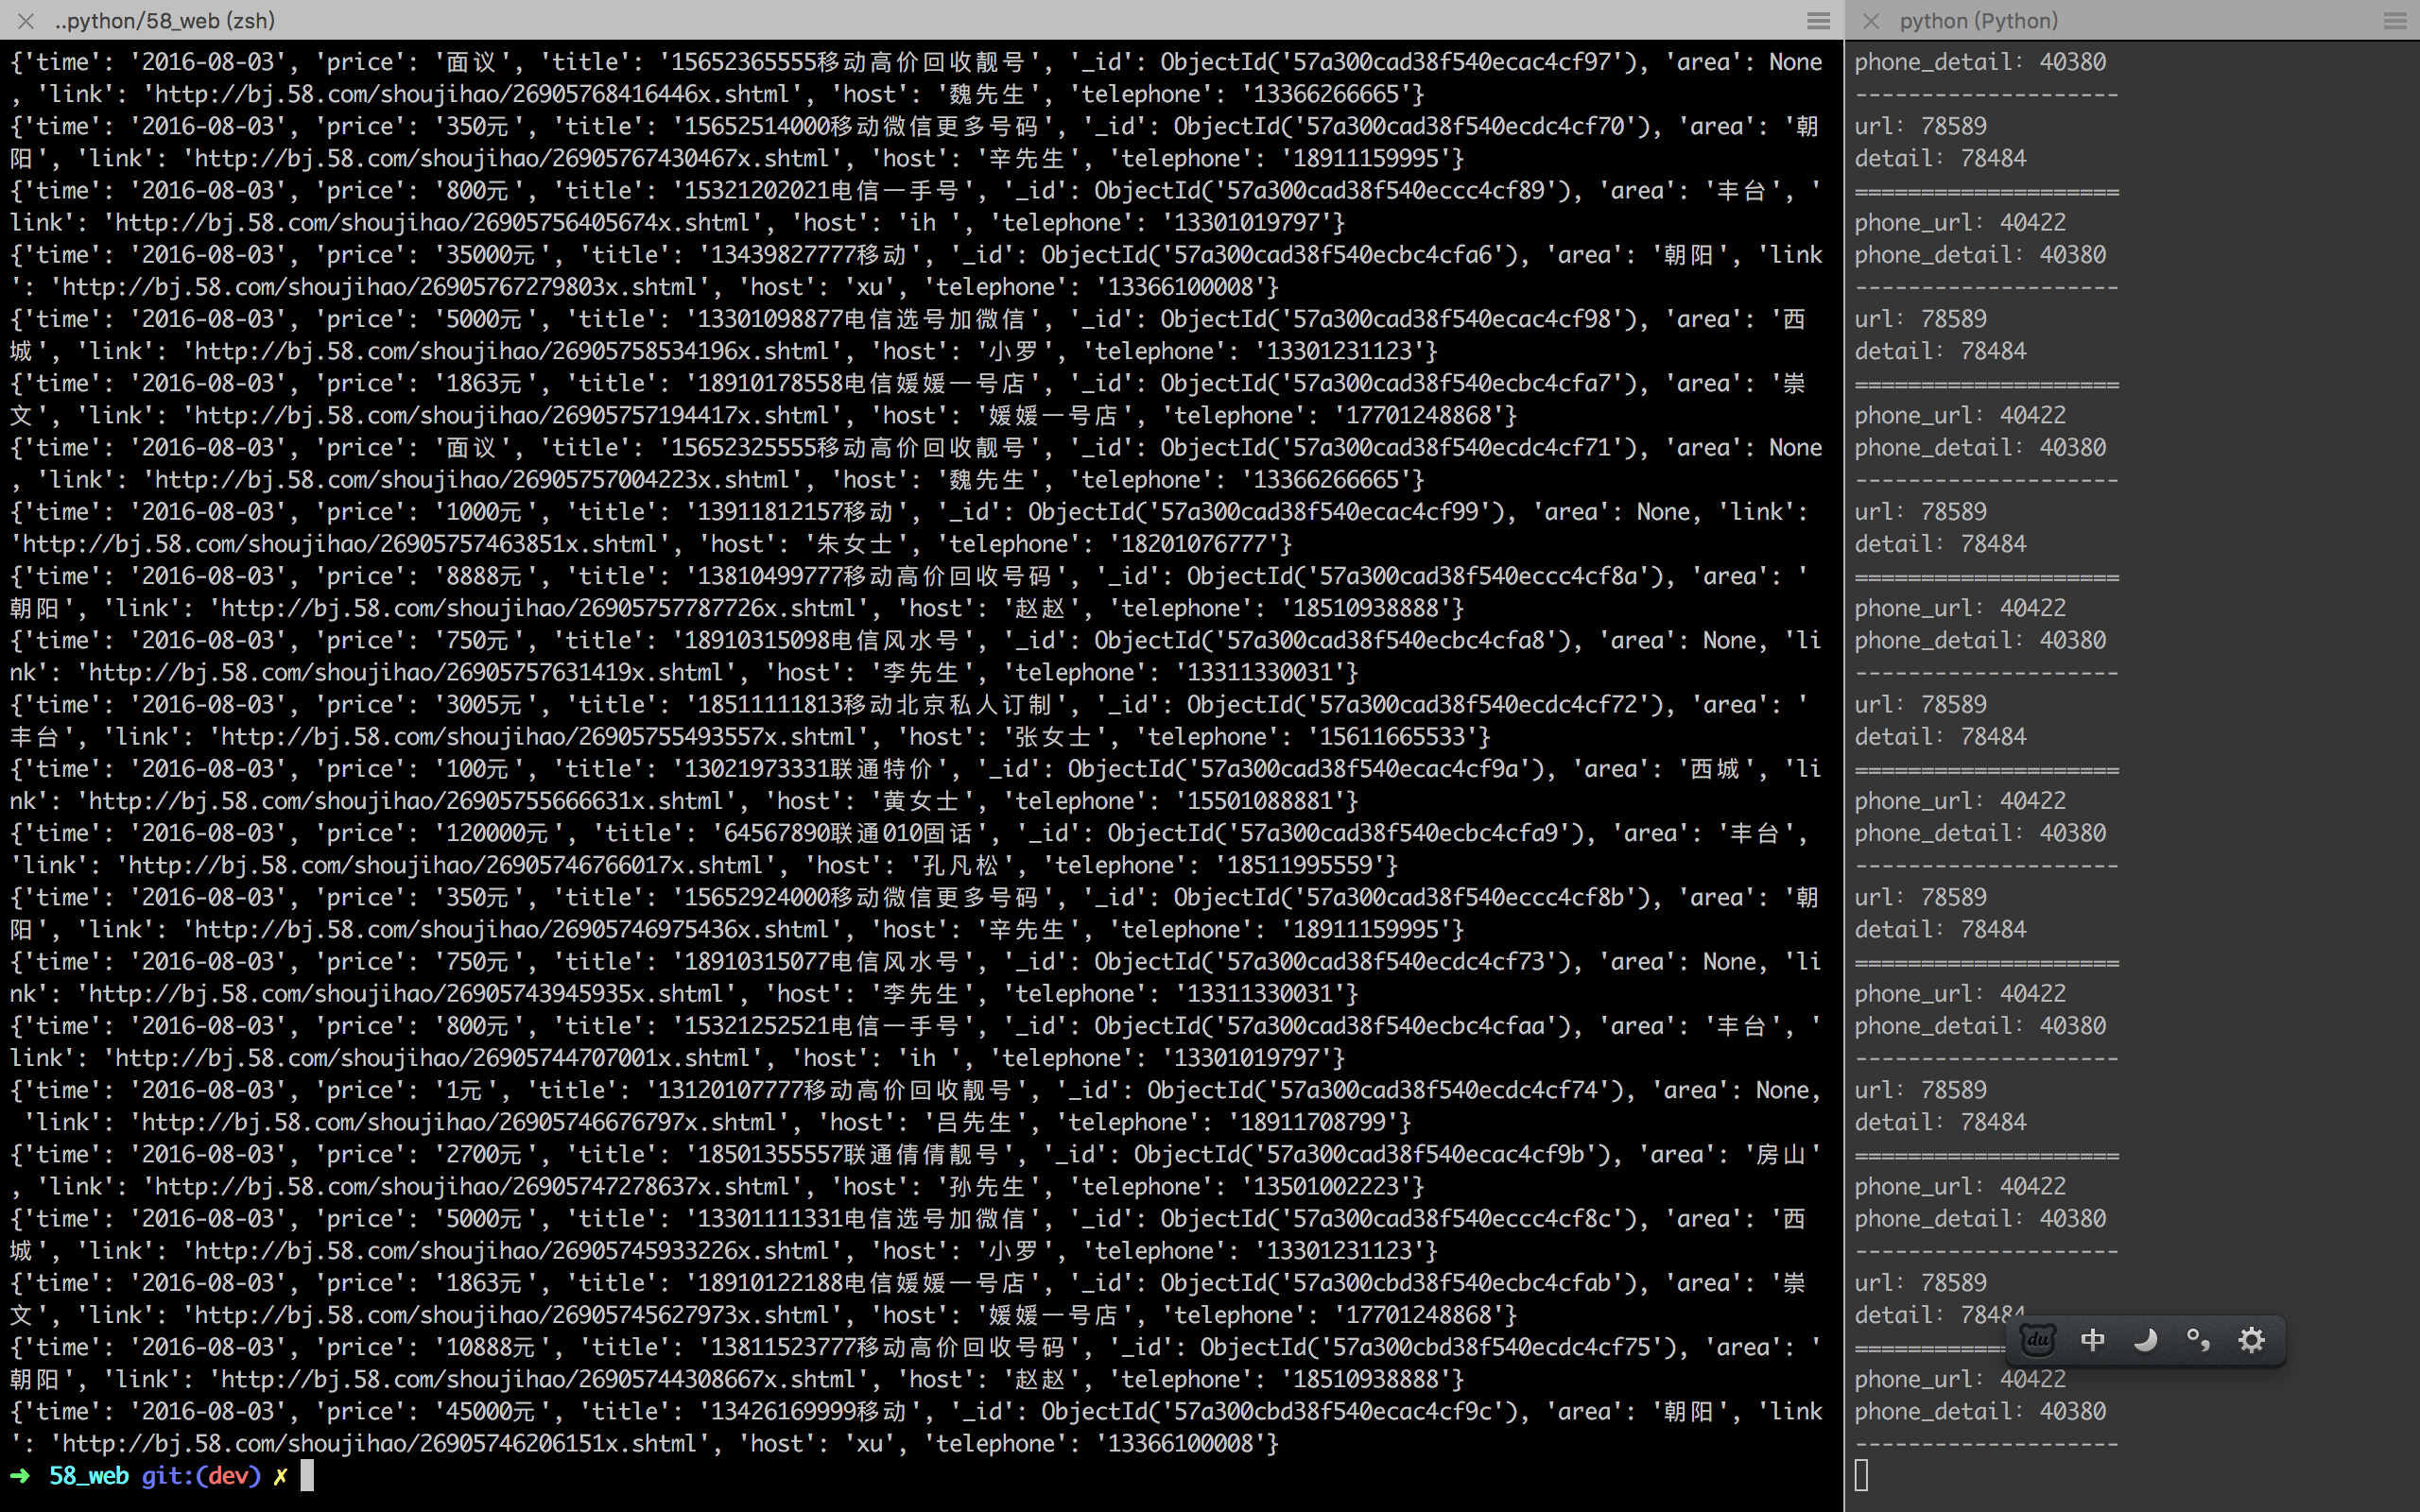 ..python/58_web (zsh)
{'time': '2016-08-03', 'price': '面议', 'title': '15652365555移动高价回收靓号', '_id': ObjectId('57a300cad38f540ecac4cf97'), 'area': None
, 'link': 'http://bj.58.com/shoujihao/26905768416446x.shtml', 'host': '魏先生', 'telephone': '13366266665'}
{'time': '2016-08-03', 'price': '350元', 'title': '15652514000移动微信更多号码', '_id': ObjectId('57a300cad38f540ecdc4cf70'), 'area': '朝
阳', 'link': 'http://bj.58.com/shoujihao/26905767430467x.shtml', 'host': '辛先生', 'telephone': '18911159995'}
{'time': '2016-08-03', 'price': '800元', 'title': '15321202021电信一手号', '_id': ObjectId('57a300cad38f540eccc4cf89'), 'area': '丰台', '
link': 'http://bj.58.com/shoujihao/26905756405674x.shtml', 'host': 'ih ', 'telephone': '13301019797'}
{'time': '2016-08-03', 'price': '35000元', 'title': '13439827777移动', '_id': ObjectId('57a300cad38f540ecbc4cfa6'), 'area': '朝阳', 'link
': 'http://bj.58.com/shoujihao/26905767279803x.shtml', 'host': 'xu', 'telephone': '13366100008'}
{'time': '2016-08-03', 'price': '5000元', 'title': '13301098877电信选号加微信', '_id': ObjectId('57a300cad38f540ecac4cf98'), 'area': '西
城', 'link': 'http://bj.58.com/shoujihao/26905758534196x.shtml', 'host': '小罗', 'telephone': '13301231123'}
{'time': '2016-08-03', 'price': '1863元', 'title': '18910178558电信媛媛一号店', '_id': ObjectId('57a300cad38f540ecbc4cfa7'), 'area': '崇
文', 'link': 'http://bj.58.com/shoujihao/26905757194417x.shtml', 'host': '媛媛一号店', 'telephone': '17701248868'}
{'time': '2016-08-03', 'price': '面议', 'title': '15652325555移动高价回收靓号', '_id': ObjectId('57a300cad38f540ecdc4cf71'), 'area': None
, 'link': 'http://bj.58.com/shoujihao/26905757004223x.shtml', 'host': '魏先生', 'telephone': '13366266665'}
{'time': '2016-08-03', 'price': '1000元', 'title': '13911812157移动', '_id': ObjectId('57a300cad38f540ecac4cf99'), 'area': None, 'link':
'http://bj.58.com/shoujihao/26905757463851x.shtml', 'host': '朱女士', 'telephone': '18201076777'}
{'time': '2016-08-03', 'price': '8888元', 'title': '13810499777移动高价回收号码', '_id': ObjectId('57a300cad38f540eccc4cf8a'), 'area': '
朝阳', 'link': 'http://bj.58.com/shoujihao/26905757787726x.shtml', 'host': '赵赵', 'telephone': '18510938888'}
{'time': '2016-08-03', 'price': '750元', 'title': '18910315098电信风水号', '_id': ObjectId('57a300cad38f540ecbc4cfa8'), 'area': None, 'li
nk': 'http://bj.58.com/shoujihao/26905757631419x.shtml', 'host': '李先生', 'telephone': '13311330031'}
{'time': '2016-08-03', 'price': '3005元', 'title': '18511111813移动北京私人订制', '_id': ObjectId('57a300cad38f540ecdc4cf72'), 'area': '
丰台', 'link': 'http://bj.58.com/shoujihao/26905755493557x.shtml', 'host': '张女士', 'telephone': '15611665533'}
{'time': '2016-08-03', 'price': '100元', 'title': '13021973331联通特价', '_id': ObjectId('57a300cad38f540ecac4cf9a'), 'area': '西城', 'li
nk': 'http://bj.58.com/shoujihao/26905755666631x.shtml', 'host': '黄女士', 'telephone': '15501088881'}
{'time': '2016-08-03', 'price': '120000元', 'title': '64567890联通010固话', '_id': ObjectId('57a300cad38f540ecbc4cfa9'), 'area': '丰台',
'link': 'http://bj.58.com/shoujihao/26905746766017x.shtml', 'host': '孔凡松', 'telephone': '18511995559'}
{'time': '2016-08-03', 'price': '350元', 'title': '15652924000移动微信更多号码', '_id': ObjectId('57a300cad38f540eccc4cf8b'), 'area': '朝
阳', 'link': 'http://bj.58.com/shoujihao/26905746975436x.shtml', 'host': '辛先生', 'telephone': '18911159995'}
{'time': '2016-08-03', 'price': '750元', 'title': '18910315077电信风水号', '_id': ObjectId('57a300cad38f540ecdc4cf73'), 'area': None, 'li
nk': 'http://bj.58.com/shoujihao/26905743945935x.shtml', 'host': '李先生', 'telephone': '13311330031'}
{'time': '2016-08-03', 'price': '800元', 'title': '15321252521电信一手号', '_id': ObjectId('57a300cad38f540ecbc4cfaa'), 'area': '丰台', '
link': 'http://bj.58.com/shoujihao/26905744707001x.shtml', 'host': 'ih ', 'telephone': '13301019797'}
{'time': '2016-08-03', 'price': '1元', 'title': '13120107777移动高价回收靓号', '_id': ObjectId('57a300cad38f540ecdc4cf74'), 'area': None,
 'link': 'http://bj.58.com/shoujihao/26905746676797x.shtml', 'host': '吕先生', 'telephone': '18911708799'}
{'time': '2016-08-03', 'price': '2700元', 'title': '18501355557联通倩倩靓号', '_id': ObjectId('57a300cad38f540ecac4cf9b'), 'area': '房山'
, 'link': 'http://bj.58.com/shoujihao/26905747278637x.shtml', 'host': '孙先生', 'telephone': '13501002223'}
{'time': '2016-08-03', 'price': '5000元', 'title': '13301111331电信选号加微信', '_id': ObjectId('57a300cad38f540eccc4cf8c'), 'area': '西
城', 'link': 'http://bj.58.com/shoujihao/26905745933226x.shtml', 'host': '小罗', 'telephone': '13301231123'}
{'time': '2016-08-03', 'price': '1863元', 'title': '18910122188电信媛媛一号店', '_id': ObjectId('57a300cbd38f540ecbc4cfab'), 'area': '崇
文', 'link': 'http://bj.58.com/shoujihao/26905745627973x.shtml', 'host': '媛媛一号店', 'telephone': '17701248868'}
{'time': '2016-08-03', 'price': '10888元', 'title': '13811523777移动高价回收号码', '_id': ObjectId('57a300cbd38f540ecdc4cf75'), 'area': '
朝阳', 'link': 'http://bj.58.com/shoujihao/26905744308667x.shtml', 'host': '赵赵', 'telephone': '18510938888'}
{'time': '2016-08-03', 'price': '45000元', 'title': '13426169999移动', '_id': ObjectId('57a300cbd38f540ecac4cf9c'), 'area': '朝阳', 'link
': 'http://bj.58.com/shoujihao/26905746206151x.shtml', 'host': 'xu', 'telephone': '13366100008'}
➜ 58_web git:(dev) ✗
python (Python)
phone_detail: 40380
--------------------
url: 78589
detail: 78484
====================
phone_url: 40422
phone_detail: 40380
--------------------
url: 78589
detail: 78484
====================
phone_url: 40422
phone_detail: 40380
--------------------
url: 78589
detail: 78484
====================
phone_url: 40422
phone_detail: 40380
--------------------
url: 78589
detail: 78484
====================
phone_url: 40422
phone_detail: 40380
--------------------
url: 78589
detail: 78484
====================
phone_url: 40422
phone_detail: 40380
--------------------
url: 78589
detail: 78484
====================
phone_url: 40422
phone_detail: 40380
--------------------
url: 78589
detail: 78484
===========
phone_url: 40422
phone_detail: 40380
--------------------
du 中 °,